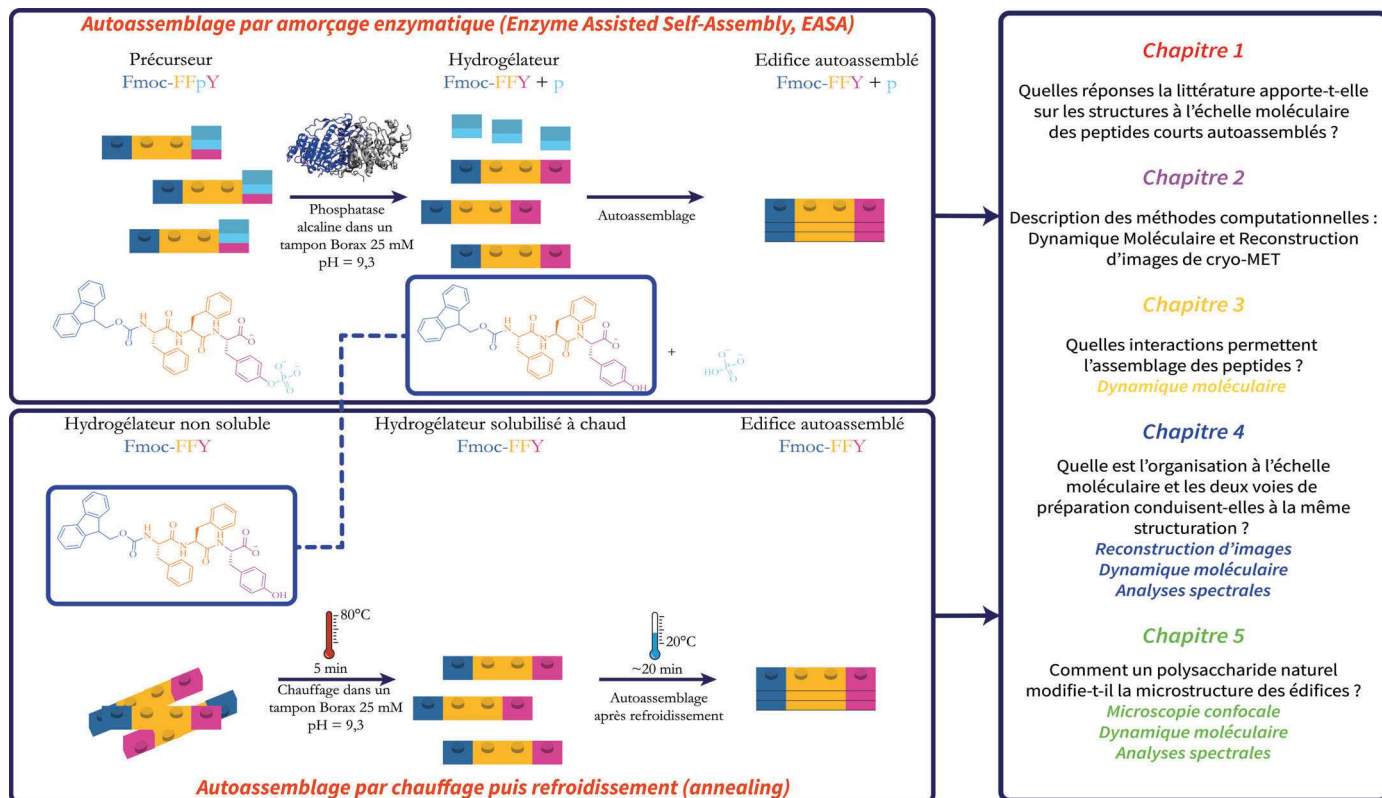 Autoassemblage par amorçage enzymatique (Enzyme Assisted Self-Assembly, EASA)
Précurseur
Fmoc-FFpY
Hydrogélateur
Fmoc-FFY + p
Edifice autoassemblé
Fmoc-FFY + p
Phosphatase
alcaline dans un
tampon Borax 25 mM
pH = 9,3
Autoassemblage
+
Hydrogélateur non soluble
Fmoc-FFY
Hydrogélateur solubilisé à chaud
Fmoc-FFY
Edifice autoassemblé
Fmoc-FFY
80°C
5 min
Chauffage dans un
tampon Borax 25 mM
pH = 9,3
20°C
~20 min
Autoassemblage
après refroidissement
Autoassemblage par chauffage puis refroidissement (annealing)
Chapitre 1
Quelles réponses la littérature apporte-t-elle
sur les structures à l'échelle moléculaire
des peptides courts autoassemblés ?
Chapitre 2
Description des méthodes computationnelles :
Dynamique Moléculaire et Reconstruction
d'images de cryo-MET
Chapitre 3
Quelles interactions permettent
l'assemblage des peptides ?
Dynamique moléculaire
Chapitre 4
Quelle est l'organisation à l'échelle
moléculaire et les deux voies de
préparation conduisent-elles à la même
structuration ?
Reconstruction d'images
Dynamique moléculaire
Analyses spectrales
Chapitre 5
Comment un polysaccharide naturel
modifie-t-il la microstructure des édifices ?
Microscopie confocale
Dynamique moléculaire
Analyses spectrales